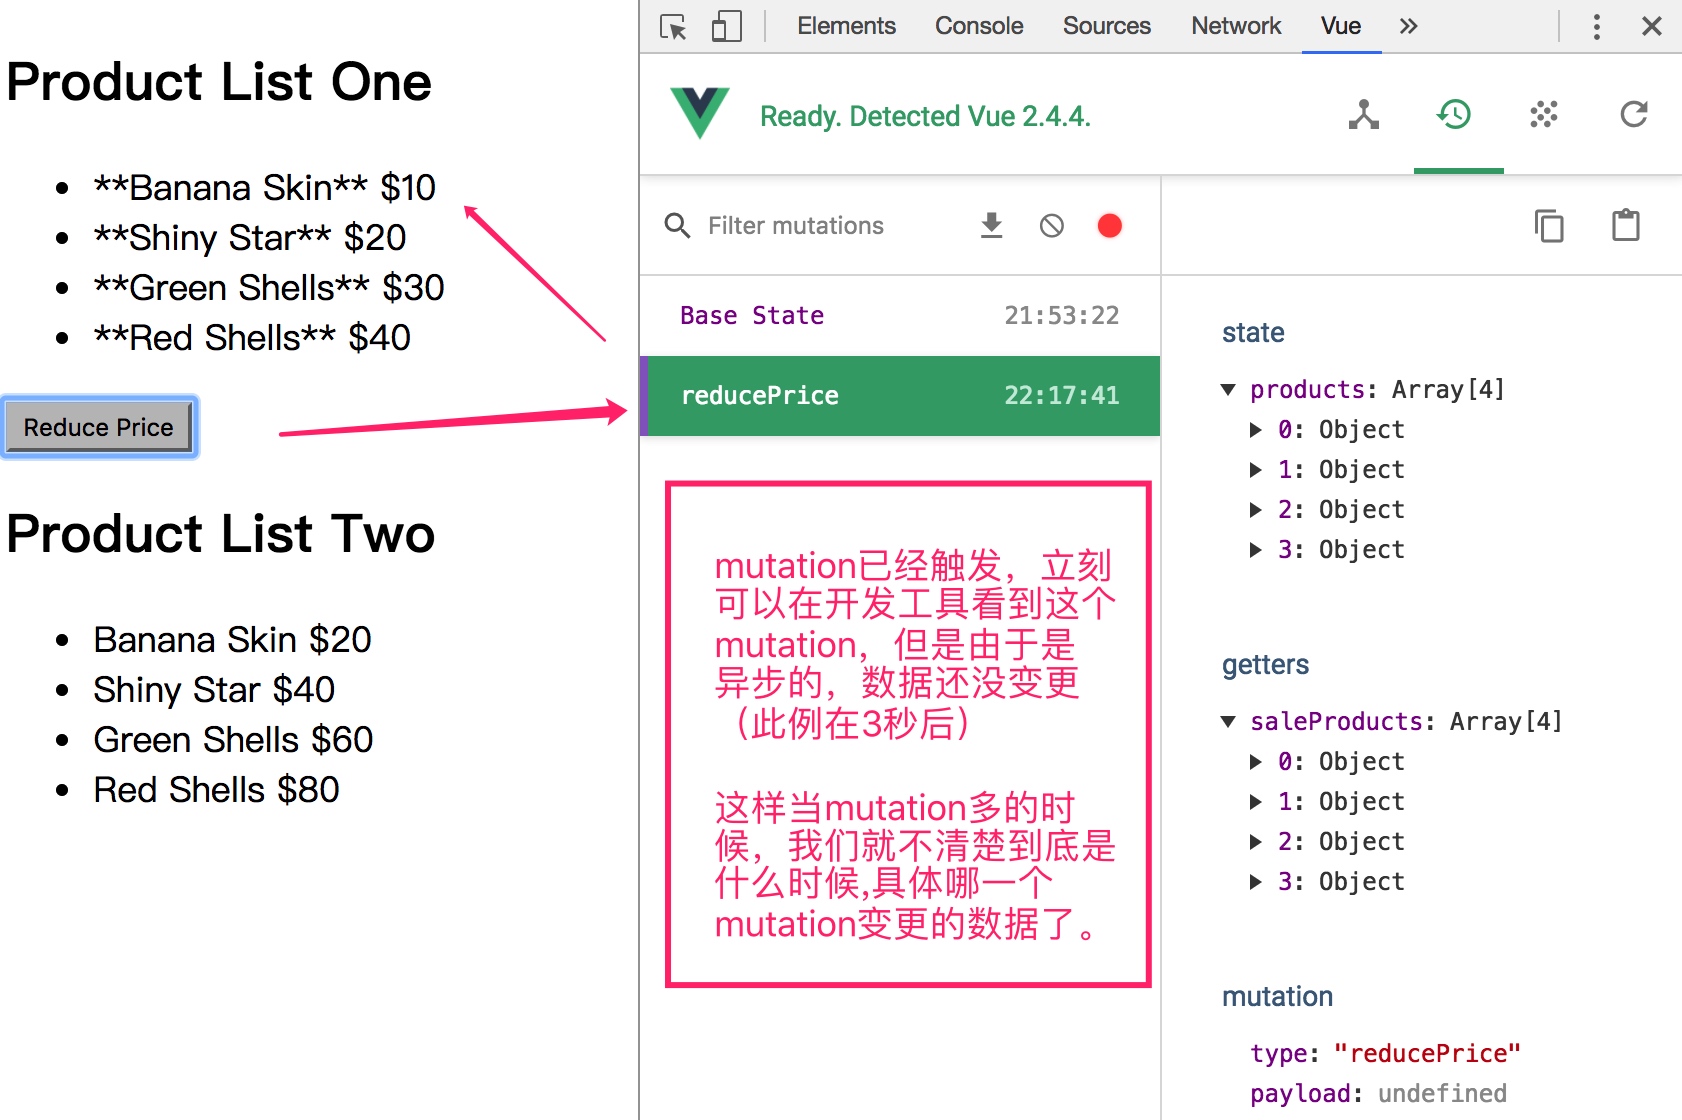 Product List One
• **Banana Skin** $10
• **Shiny Star** $20
• **Green Shells** $30
• **Red Shells** $40
Reduce Price
Product List Two
• Banana Skin $20
• Shiny Star $40
• Green Shells $60
• Red Shells $80
Elements Console Sources Network Vue »
Ready. Detected Vue 2.4.4.
Filter mutations
Base State 21:53:22
reducePrice 22:17:41
mutation已经触发，立刻
可以在开发工具看到这个
mutation，但是由于是
异步的，数据还没变更
（此例在3秒后）
这样当mutation多的时
候，我们就不清楚到底是
什么时候,具体哪一个
mutation变更的数据了。
state
products: Array[4]
0: Object
1: Object
2: Object
3: Object
getters
saleProducts: Array[4]
0: Object
1: Object
2: Object
3: Object
mutation
type: "reducePrice"
payload: undefined